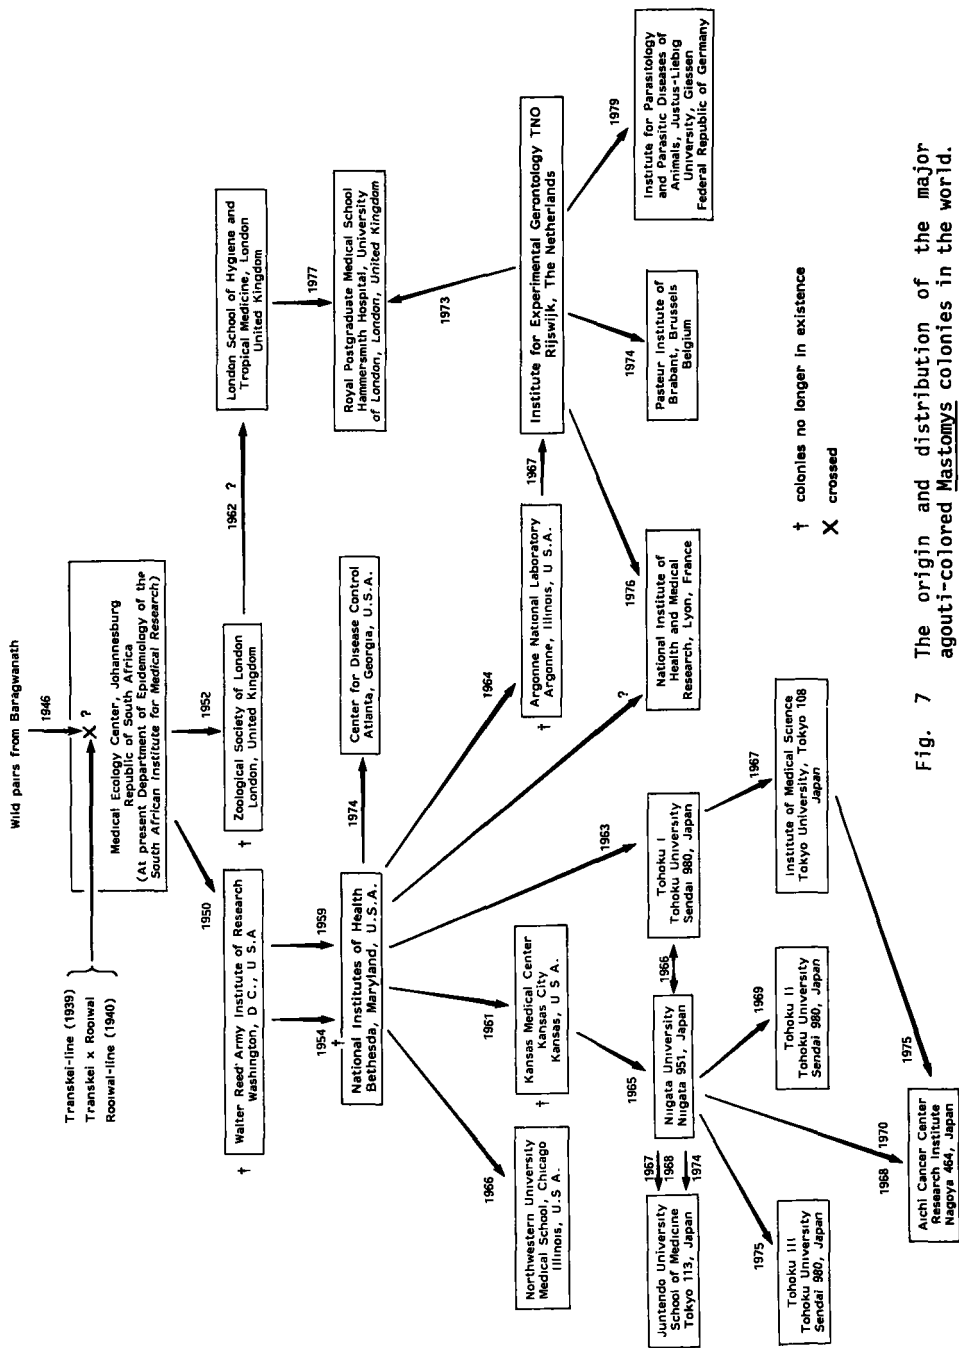 Wild pairs from Baragwanath
1946
Transkei-line (1939)
Transkei x Rooiwal
Rooiwal-line (1940)
X ?
Medical Ecology Center, Johannesburg
Republic of South Africa
(At present Department of Epidemiology of the
South African Institute for Medical Research)
1950
1952
† Walter Reed Army Institute of Research
Washington, D C., U S.A
† Zoological Society of London
London, United Kingdom
1962 ?
London School of Hygiene and
Tropical Medicine, London
United Kingdom
1954
1959
† National Institutes of Health
Bethesda, Maryland, U.S.A.
1974
Center for Disease Control
Atlanta, Georgia, U.S.A.
1977
Royal Postgraduate Medical School
Hammersmith Hospital, University
of London, London, United Kingdom
1966
1961
1963
?
1964
1973
Northwestern University
Medical School, Chicago
Illinois, U.S A.
† Kansas Medical Center
Kansas City
Kansas, U S A.
† Argonne National Laboratory
Argonne, Illinois, U S.A.
1967
Institute for Experimental Gerontology TNO
Rijswijk, The Netherlands
1965
1976
1974
1979
Juntendo University
School of Medicine
Tokyo 113, Japan
1967
1968
1974
Niigata University
Niigata 951, Japan
1966
Tohoku I
Tohoku University
Sendai 980, Japan
National Institute of
Health and Medical
Research, Lyon, France
Pasteur Institute of
Brabant, Brussels
Belgium
Institute for Parasitology
and Parasitic Diseases of
Animals, Justus-Liebig
University, Giessen
Federal Republic of Germany
1975
1969
1967
Tohoku III
Tohoku University
Sendai 980, Japan
Tohoku II
Tohoku University
Sendai 980, Japan
Institute of Medical Science
Tokyo University, Tokyo 108
Japan
1968
1970
1975
Aichi Cancer Center
Research Institute
Nagoya 464, Japan
† colonies no longer in existence
X crossed
Fig. 7 The origin and distribution of the major
agouti-colored Mastomys colonies in the world.